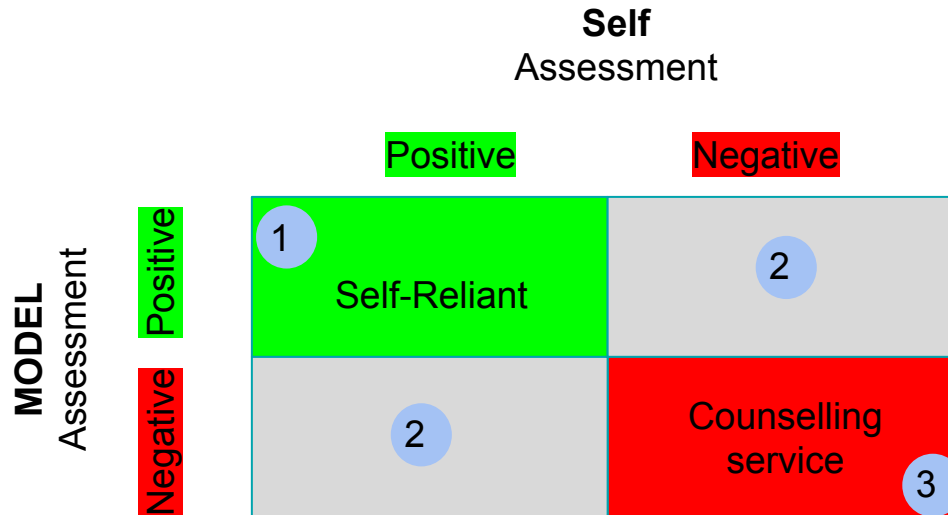 Self
Assessment
Positive
Negative
MODEL
Assessment
Positive
1
Self-Reliant
2
Negative
2
Counselling
service
3